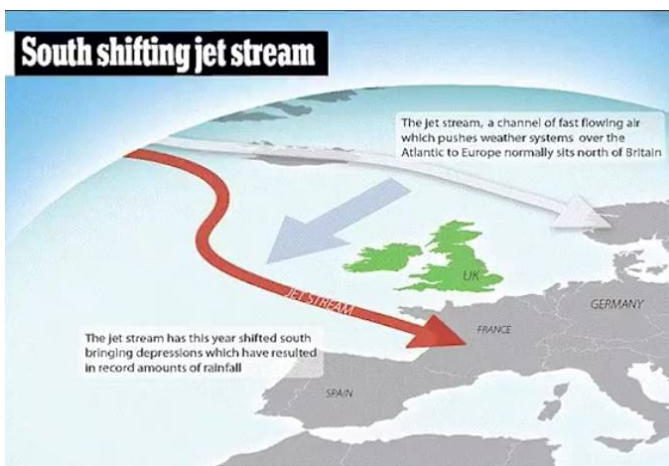 South shifting jet stream
The jet stream, a channel of fast flowing air
which pushes weather systems over the
Atlantic to Europe normally sits north of Britain
UK
GERMANY
JET STREAM
FRANCE
The jet stream has this year shifted south
bringing depressions which have resulted
in record amounts of rainfall
SPAIN